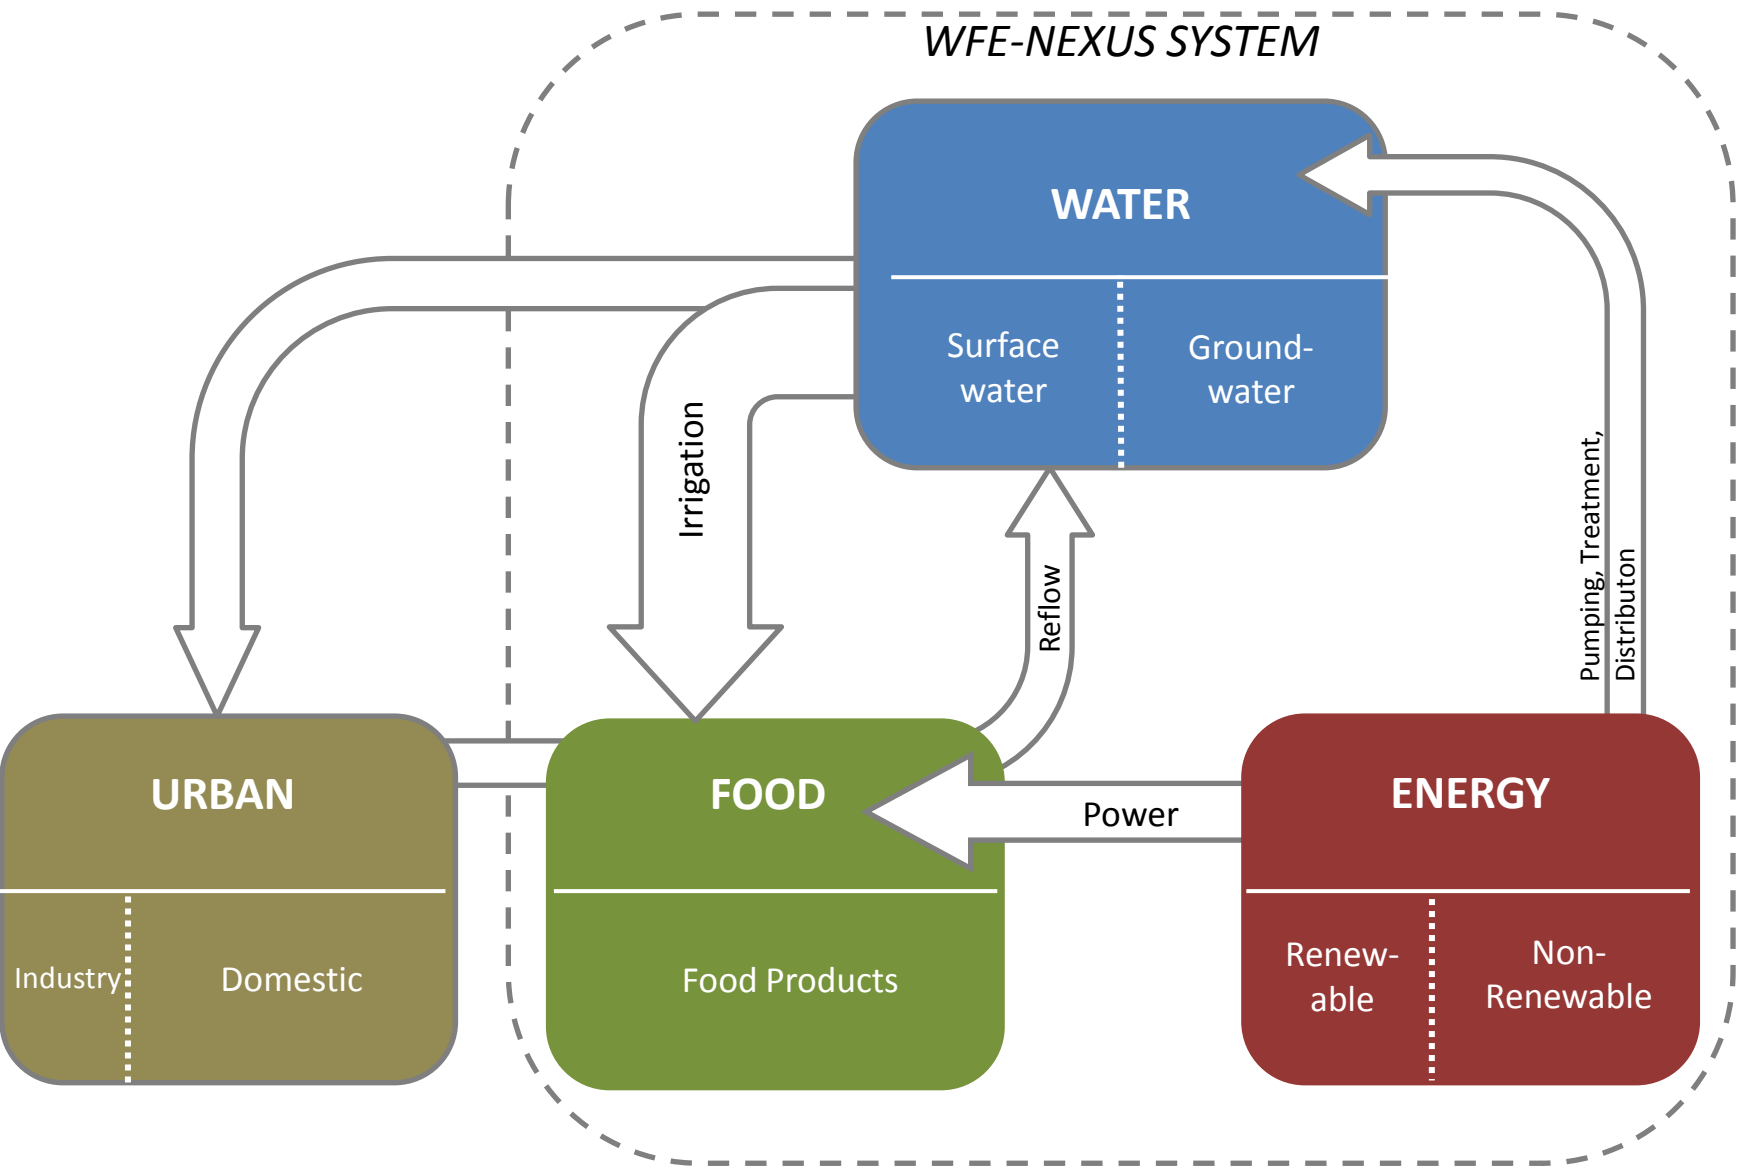 WFE-NEXUS SYSTEM
WATER
Surface
water
Ground-
water
Irrigation
Reflow
Pumping, Treatment,
Distributon
URBAN
Industry
Domestic
FOOD
Food Products
Power
ENERGY
Renew-
able
Non-
Renewable